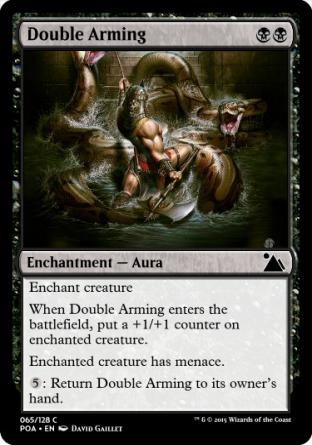 Double Arming
Enchantment — Aura
Enchant creature
When Double Arming enters the
battlefield, put a +1/+1 counter on
enchanted creature.
Enchanted creature has menace.
5: Return Double Arming to its owner's
hand.
065/128 C
POA • EN DAVID GAILLET
™ & © 2015 Wizards of the Coast